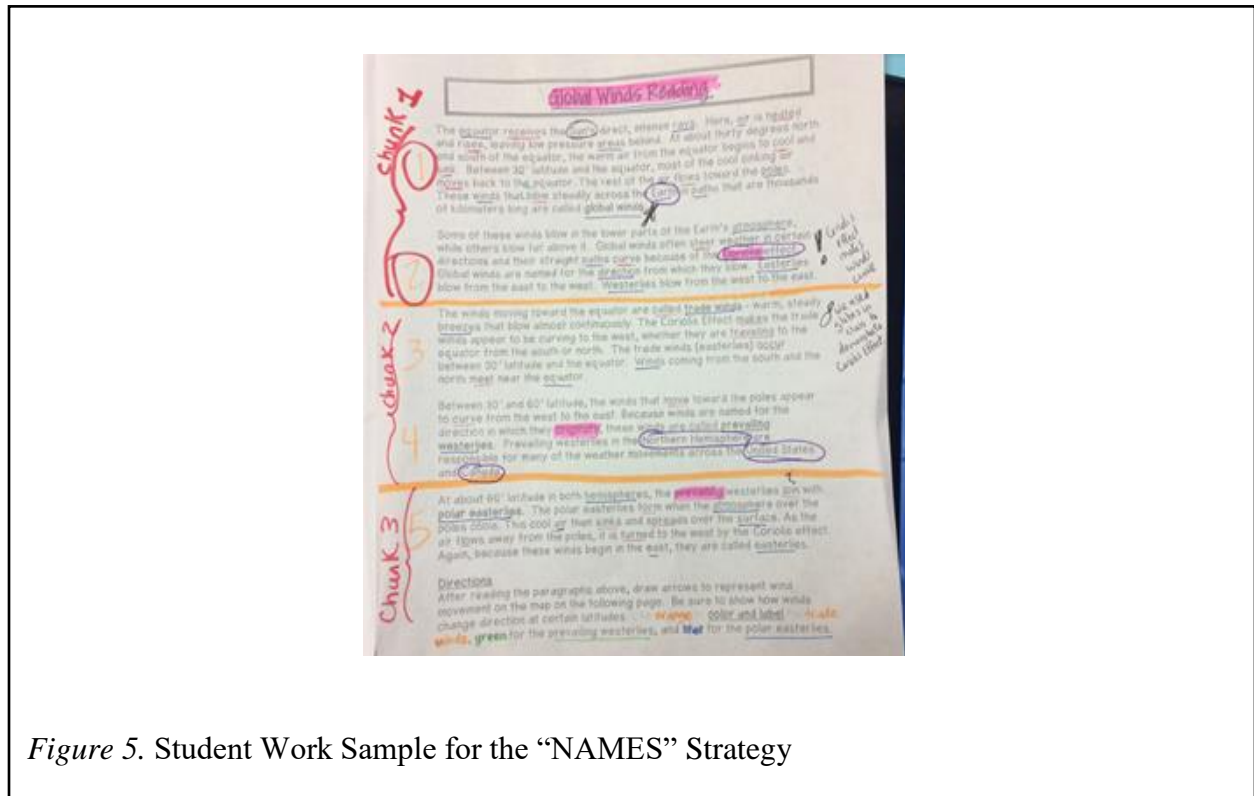 Global Winds Reading
Chunk 1
1
The equator receives the Sun's direct, intense rays. Here, air is heated
and rises, leaving low pressure areas behind. At about thirty degrees north
and south of the equator, the warm air from the equator begins to cool and
sink. Between 30° latitude and the equator, most of the cool sinking air
moves back to the equator. The rest of the air flows toward the poles.
These winds that blow steadily across the Earth in paths that are thousands
of kilometers long are called global winds.
2
Some of these winds blow in the lower parts of the Earth's atmosphere,
while others blow far above it. Global winds often steer weather in certain
directions and their straight paths curve because of the Coriolis effect.
Global winds are named for the direction from which they blow. Easterlies
blow from the east to the west. Westerlies blow from the west to the east.
! Coriolis
effect
makes
winds
curve
Chunk 2
3
The winds moving toward the equator are called trade winds - warm, steady
breezes that blow almost continuously. The Coriolis Effect makes the trade
winds appear to be curving to the west, whether they are traveling to the
equator from the south or north. The trade winds (easterlies) occur
between 30° latitude and the equator. Winds coming from the south and the
north meet near the equator.
we used
globes in
class to
demonstrate
Coriolis Effect
4
Between 30° and 60° latitude, the winds that move toward the poles appear
to curve from the west to the east. Because winds are named for the
direction in which they originate, these winds are called prevailing
westerlies. Prevailing westerlies in the Northern Hemisphere are
responsible for many of the weather movements across the United States
and Canada.
Chunk 3
5
?
At about 60° latitude in both hemispheres, the prevailing westerlies join with
polar easterlies. The polar easterlies form when the atmosphere over the
poles cools. This cool air then sinks and spreads over the surface. As the
air flows away from the poles, it is turned to the west by the Coriolis effect.
Again, because these winds begin in the east, they are called easterlies.
Directions
After reading the paragraphs above, draw arrows to represent wind
movement on the map on the following page. Be sure to show how winds
change direction at certain latitudes. orange color and label trade
winds, green for the prevailing westerlies, and blue for the polar easterlies.
Figure 5. Student Work Sample for the “NAMES” Strategy